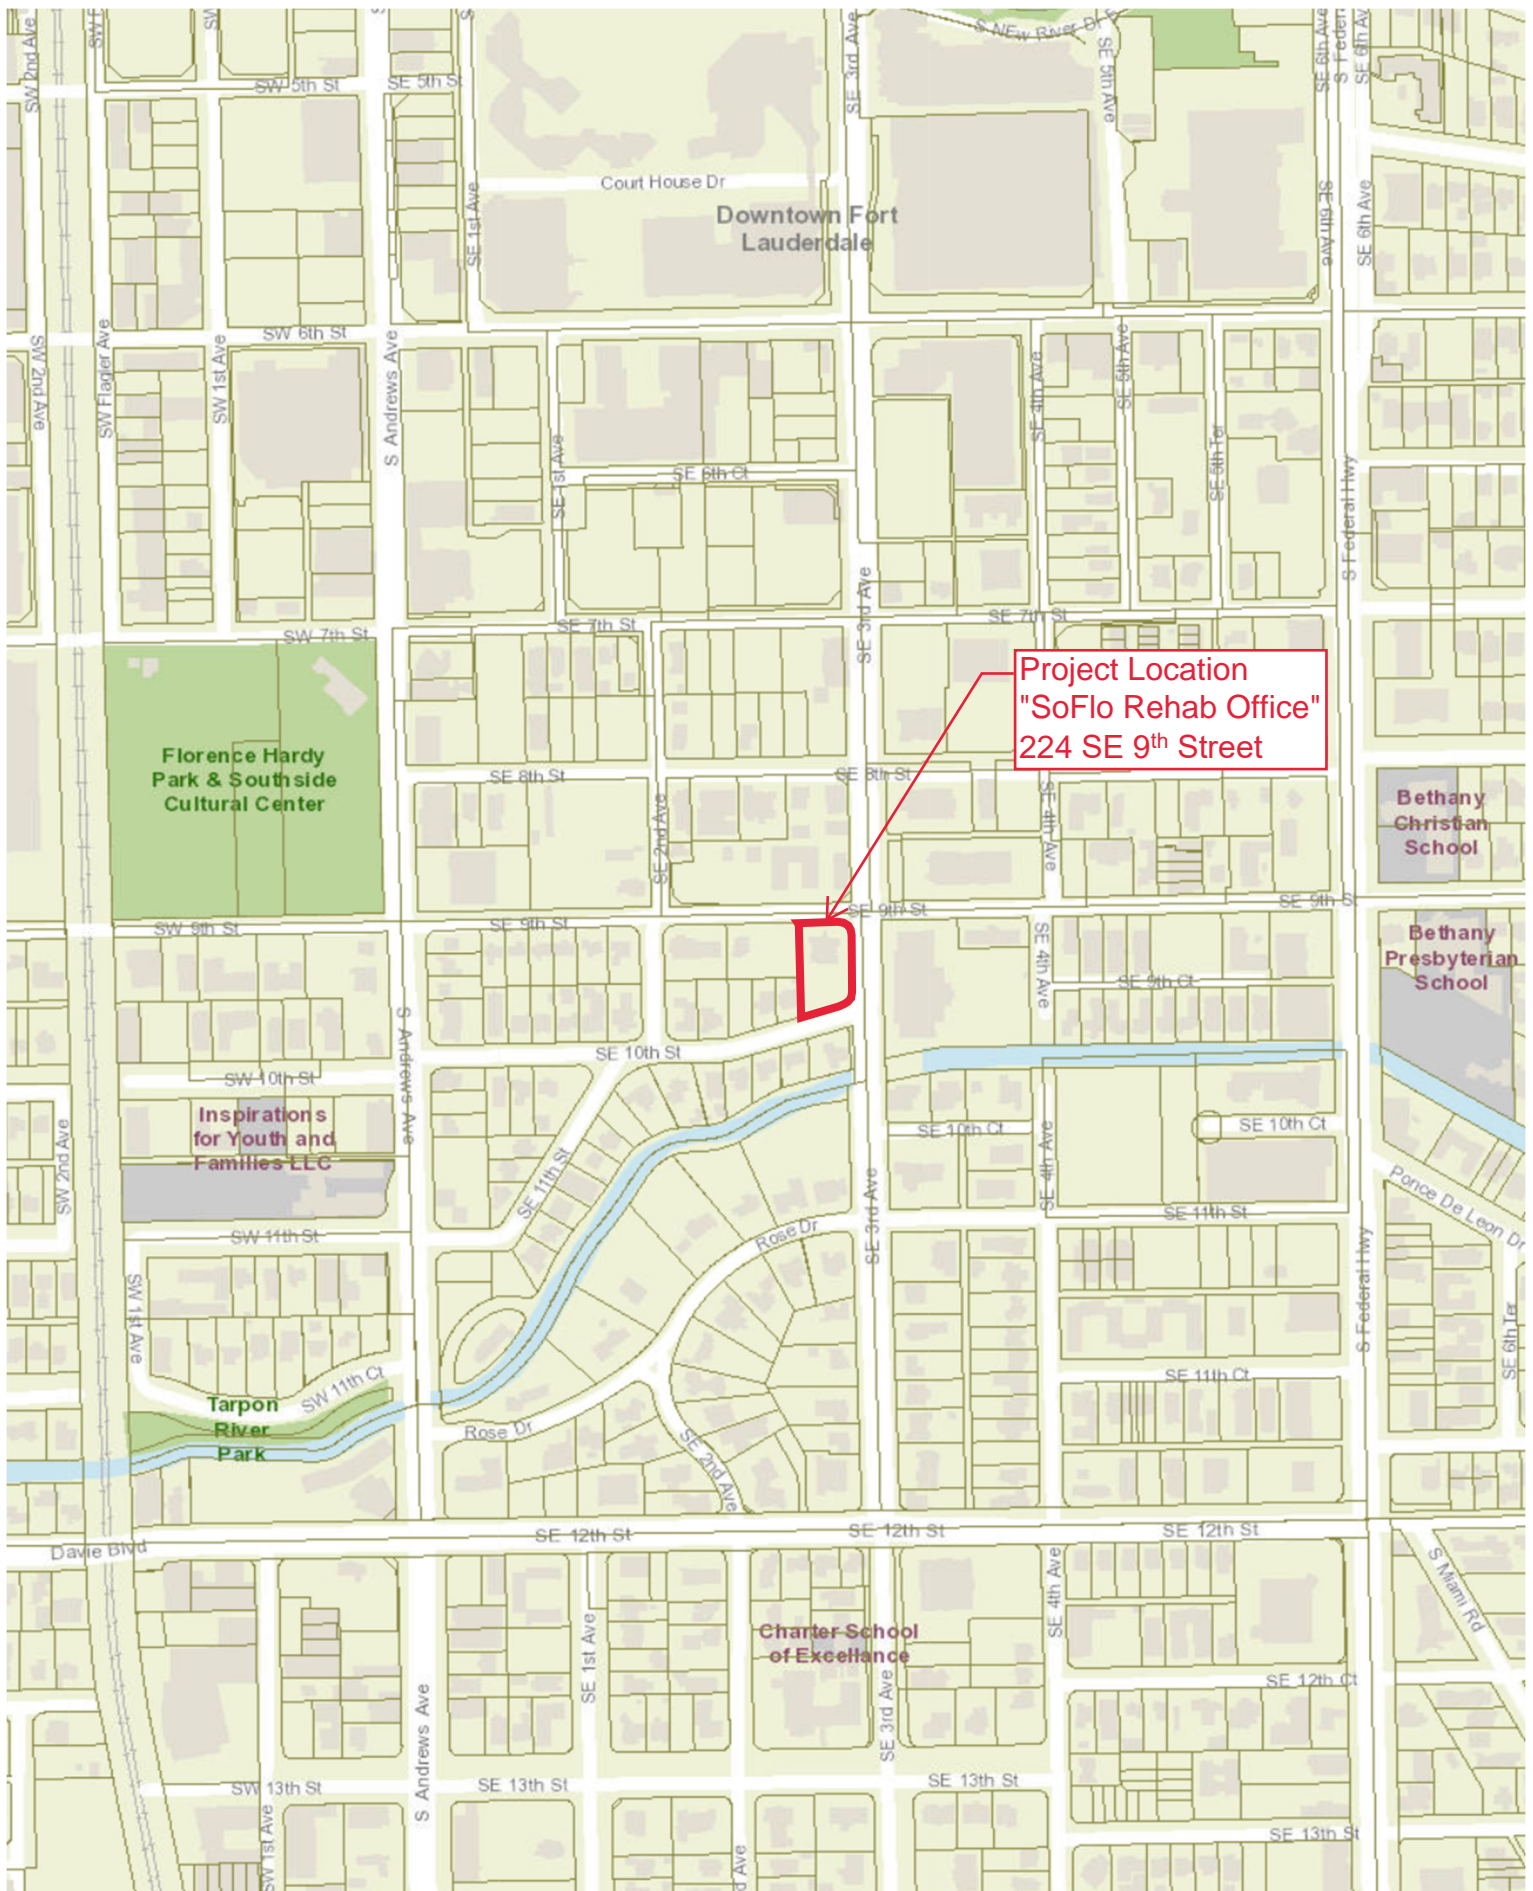 S NEw River Dr E
SW 2nd Ave
SE 3rd Ave
SE 5th Ave
SE 6th Ave
SE 6th Av
SW 5th St
SE 5th St
Court House Dr
SE 1st Ave
Downtown Fort
Lauderdale
SE 6th Ave
SE 6th Ave
SW 6th St
SW 2nd Ave
SW Flagler Ave
SW 1st Ave
S Andrews Ave
SE 4th Ave
SE 5th Ave
SE 1st Ave
SE 6th Ct
SE 5th Ter
S Federal Hwy
SE 3rd Ave
SW 7th St
SE 7th St
SE 7th St
Project Location
"SoFlo Rehab Office"
224 SE 9th Street
Florence Hardy
Park & Southside
Cultural Center
SE 8th St
SE 8th St
SE 2nd Ave
SE 4th Ave
Bethany
Christian
School
SW 9th St
SE 9th St
SE 9th St
SE 9th St
Bethany
Presbyterian
School
SE 4th Ave
SE 9th Ct
S Andrews Ave
SE 10th St
SW 10th St
Inspirations
for Youth and
Families LLC
SW 2nd Ave
SE 10th Ct
SE 10th Ct
SE 4th Ave
SE 11th St
SE 3rd Ave
Ponce De Leon Dr
SE 11th St
SW 11th St
Rose Dr
SW 1st Ave
S Federal Hwy
SE 6th Ter
SW 11th Ct
SE 11th Ct
Tarpon
River
Park
Rose Dr
SE 2nd Ave
Davie Blvd
SE 12th St
SE 12th St
SE 12th St
S Miami Rd
SE 4th Ave
SE 1st Ave
Charter School
of Excellance
SE 3rd Ave
SE 12th Ct
S Andrews Ave
SW 13th St
SE 13th St
SE 13th St
SW 1st Ave
SE 13th St
d Ave